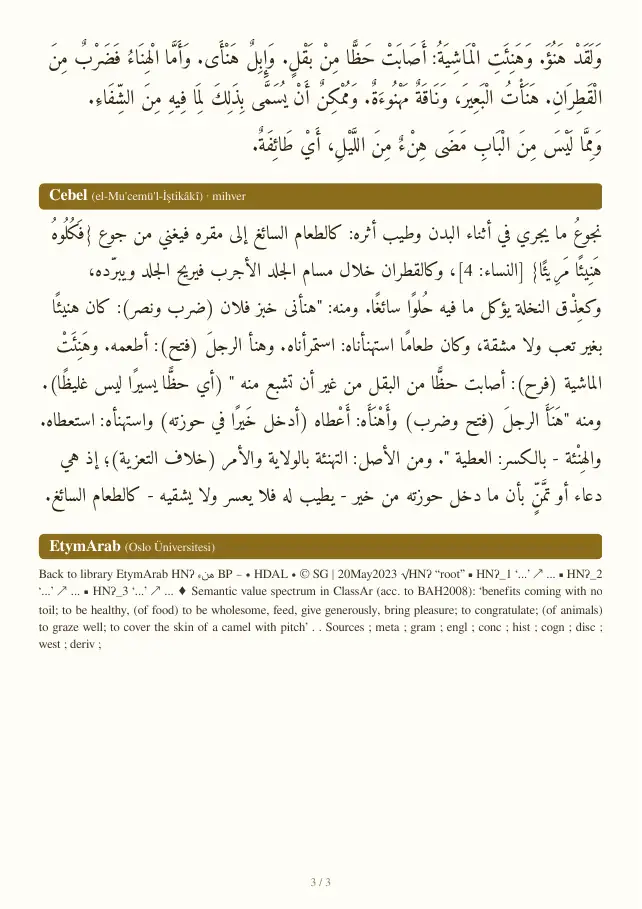 وَلَقَدْ هَنُؤَ. وَهَنِئَتِ الْمَاشِيَةُ: أَصَابَتْ حَظًّا مِنْ بَقْلٍ. وَإِبِلٌ هَنْأَى. وَأَمَّا الْهِنَاءُ فَضَرْبٌ مِنَ
الْقَطِرَانِ. هَنَأْتُ الْبَعِيرَ، وَنَاقَةٌ مَهْنُوءَةٌ. وَمُمْكِنٌ أَنْ يُسَمَّى بِذَلِكَ لِمَا فِيهِ مِنَ الشِّفَاءِ.
وَمِمَّا لَيْسَ مِنَ الْبَابِ مَضَى هِنْءٌ مِنَ اللَّيْلِ، أَيْ طَائِفَةٌ.
Cebel (el-Mu'cemü'l-İştikâkî) · mihver
نجوعُ ما يجري في أثناء البدن وطيب أثره: كالطعام السائغ إلى مقره فيغني من جوع {فَكُلُوهُ
هَنِيئًا مَرِيئًا} [النساء: 4]، وكالقطران خلال مسام الجلد الأجرب فيريح الجلد ويبرّده،
وكعِذْق النخلة يؤكل ما فيه حُلوًا سائغًا. ومنه: "هنأنى خبز فلان (ضرب ونصر): كان هنيئًا
بغير تعب ولا مشقة، وكان طعامًا استهنأناه: استمرأناه. وهنأ الرجلَ (فتح): أطعمه. وهَنِئَتْ
الماشية (فرح): أصابت حظًّا من البقل من غير أن تشبع منه " (أي حظًّا يسيرًا ليس غليظًا).
ومنه "هَنَأَ الرجلَ (فتح وضرب) وأَهْنَأَه: أَعْطاه (أدخل خَيرًا في حوزته) واستهنأه: استعطاه.
والهِنْئة - بالكسر: العطية ". ومن الأصل: التهنئة بالولاية والأمر (خلاف التعزية)؛ إذ هي
دعاء أو تمَّنٍّ بأن ما دخل حوزته من خير - يطيب له فلا يعسر ولا يشقيه - كالطعام السائغ.
EtymArab (Oslo Üniversitesi)
Back to library EtymArab HNʔ هنء BP – • HDAL • © SG | 20May2023 √HNʔ “root” ▪ HNʔ_1 ‘...’ ↗ ... ▪ HNʔ_2
‘...’ ↗ ... ▪ HNʔ_3 ‘...’ ↗ ... ♦ Semantic value spectrum in ClassAr (acc. to BAH2008): ‘benefits coming with no
toil; to be healthy, (of food) to be wholesome, feed, give generously, bring pleasure; to congratulate; (of animals)
to graze well; to cover the skin of a camel with pitch’ . . Sources ; meta ; gram ; engl ; conc ; hist ; cogn ; disc ;
west ; deriv ;
3 / 3